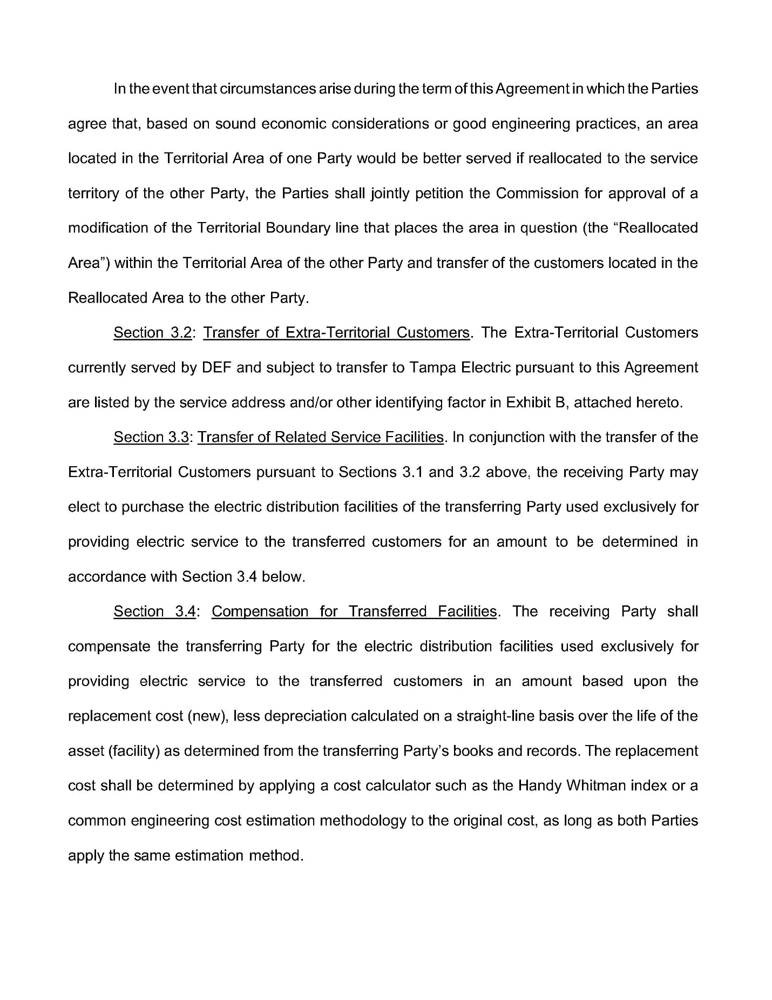 In the event that circumstances arise during the term of this Agreement in which the Parties
agree that, based on sound economic considerations or good engineering practices, an area
located in the Territorial Area of one Party would be better served if reallocated to the service
territory of the other Party, the Parties shall jointly petition the Commission for approval of a
modification of the Territorial Boundary line that places the area in question (the “Reallocated
Area”) within the Territorial Area of the other Party and transfer of the customers located in the
Reallocated Area to the other Party.
Section 3.2: Transfer of Extra-Territorial Customers. The Extra-Territorial Customers
currently served by DEF and subject to transfer to Tampa Electric pursuant to this Agreement
are listed by the service address and/or other identifying factor in Exhibit B, attached hereto.
Section 3.3: Transfer of Related Service Facilities. In conjunction with the transfer of the
Extra-Territorial Customers pursuant to Sections 3.1 and 3.2 above, the receiving Party may
elect to purchase the electric distribution facilities of the transferring Party used exclusively for
providing electric service to the transferred customers for an amount to be determined in
accordance with Section 3.4 below.
Section 3.4: Compensation for Transferred Facilities. The receiving Party shall
compensate the transferring Party for the electric distribution facilities used exclusively for
providing electric service to the transferred customers in an amount based upon the
replacement cost (new), less depreciation calculated on a straight-line basis over the life of the
asset (facility) as determined from the transferring Party’s books and records. The replacement
cost shall be determined by applying a cost calculator such as the Handy Whitman index or a
common engineering cost estimation methodology to the original cost, as long as both Parties
apply the same estimation method.